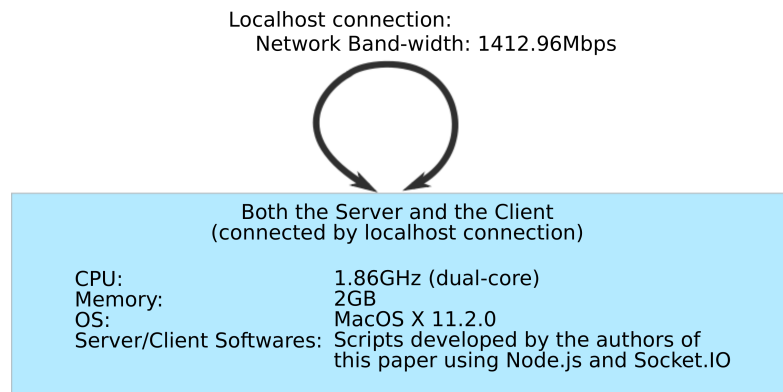 Localhost connection:
Network Band-width: 1412.96Mbps
Both the Server and the Client
(connected by localhost connection)
CPU: 1.86GHz (dual-core)
Memory: 2GB
OS: MacOS X 11.2.0
Server/Client Softwares: Scripts developed by the authors of
this paper using Node.js and Socket.IO